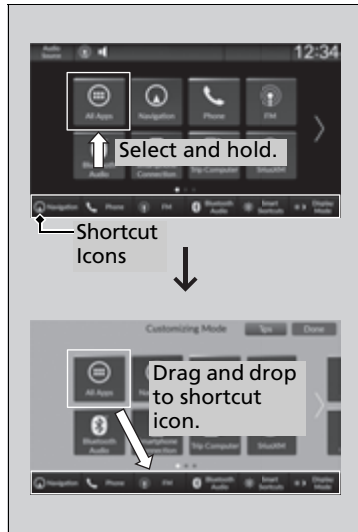 Audio
Source
12:34
All Apps
Navigation
Phone
FM
Select and hold.
Audio
Connection
Trip Computer
SiriusXM
Navigation
Phone
FM
Bluetooth
Audio
Smart
Shortcuts
Display
Mode
Shortcut
Icons
Customizing Mode
Tips
Done
All Apps
Drag and drop
to shortcut
icon.
Bluetooth
Audio
Smartphone
Connection
Trip Computer
SiriusXM
Navigation
Phone
FM
Bluetooth
Audio
Smart
Shortcuts
Display
Mode